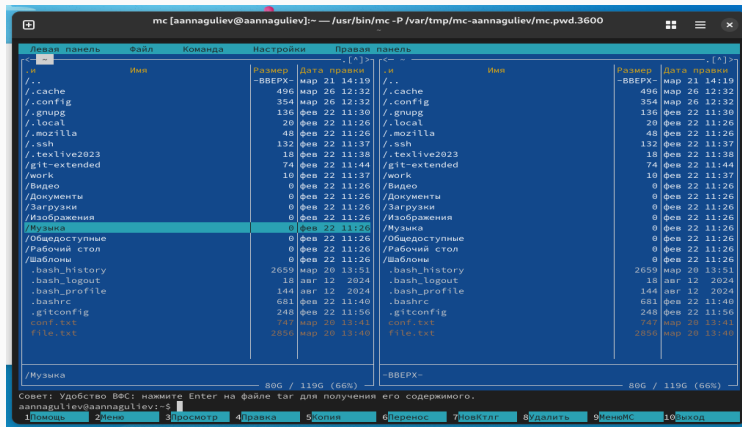 mc [aannaguliev@aannaguliev]:~ — /usr/bin/mc -P /var/tmp/mc-aannaguliev/mc.pwd.3600
~
Левая панель Файл Команда Настройки Правая панель
<— ~ .[^]> <— ~ .[^]>
.и Имя Размер Дата правки .и Имя Размер Дата правки
/.. -ВВЕРХ- мар 21 14:19 /.. -ВВЕРХ- мар 21 14:19
/.cache 496 мар 26 12:32 /.cache 496 мар 26 12:32
/.config 354 мар 26 12:32 /.config 354 мар 26 12:32
/.gnupg 136 фев 22 11:30 /.gnupg 136 фев 22 11:30
/.local 20 фев 22 11:26 /.local 20 фев 22 11:26
/.mozilla 48 фев 22 11:26 /.mozilla 48 фев 22 11:26
/.ssh 132 фев 22 11:37 /.ssh 132 фев 22 11:37
/.texlive2023 18 фев 22 11:38 /.texlive2023 18 фев 22 11:38
/git-extended 74 фев 22 11:44 /git-extended 74 фев 22 11:44
/work 10 фев 22 11:37 /work 10 фев 22 11:37
/Видео 0 фев 22 11:26 /Видео 0 фев 22 11:26
/Документы 0 фев 22 11:26 /Документы 0 фев 22 11:26
/Загрузки 0 фев 22 11:26 /Загрузки 0 фев 22 11:26
/Изображения 0 фев 22 11:26 /Изображения 0 фев 22 11:26
/Музыка 0 фев 22 11:26 /Музыка 0 фев 22 11:26
/Общедоступные 0 фев 22 11:26 /Общедоступные 0 фев 22 11:26
/Рабочий стол 0 фев 22 11:26 /Рабочий стол 0 фев 22 11:26
/Шаблоны 0 фев 22 11:26 /Шаблоны 0 фев 22 11:26
.bash_history 2659 мар 20 13:51 .bash_history 2659 мар 20 13:51
.bash_logout 18 авг 12 2024 .bash_logout 18 авг 12 2024
.bash_profile 144 авг 12 2024 .bash_profile 144 авг 12 2024
.bashrc 681 фев 22 11:40 .bashrc 681 фев 22 11:40
.gitconfig 248 фев 22 11:56 .gitconfig 248 фев 22 11:56
conf.txt 747 мар 20 13:41 conf.txt 747 мар 20 13:41
file.txt 2856 мар 20 13:40 file.txt 2856 мар 20 13:40
/Музыка -ВВЕРХ-
80G / 119G (66%) 80G / 119G (66%)
Совет: Удобство ВФС: нажмите Enter на файле tar для получения его содержимого.
aannaguliev@aannaguliev:~$
1Помощь 2Меню 3Просмотр 4Правка 5Копия 6Перенос 7НовКтлг 8Удалить 9МенюМС 10Выход